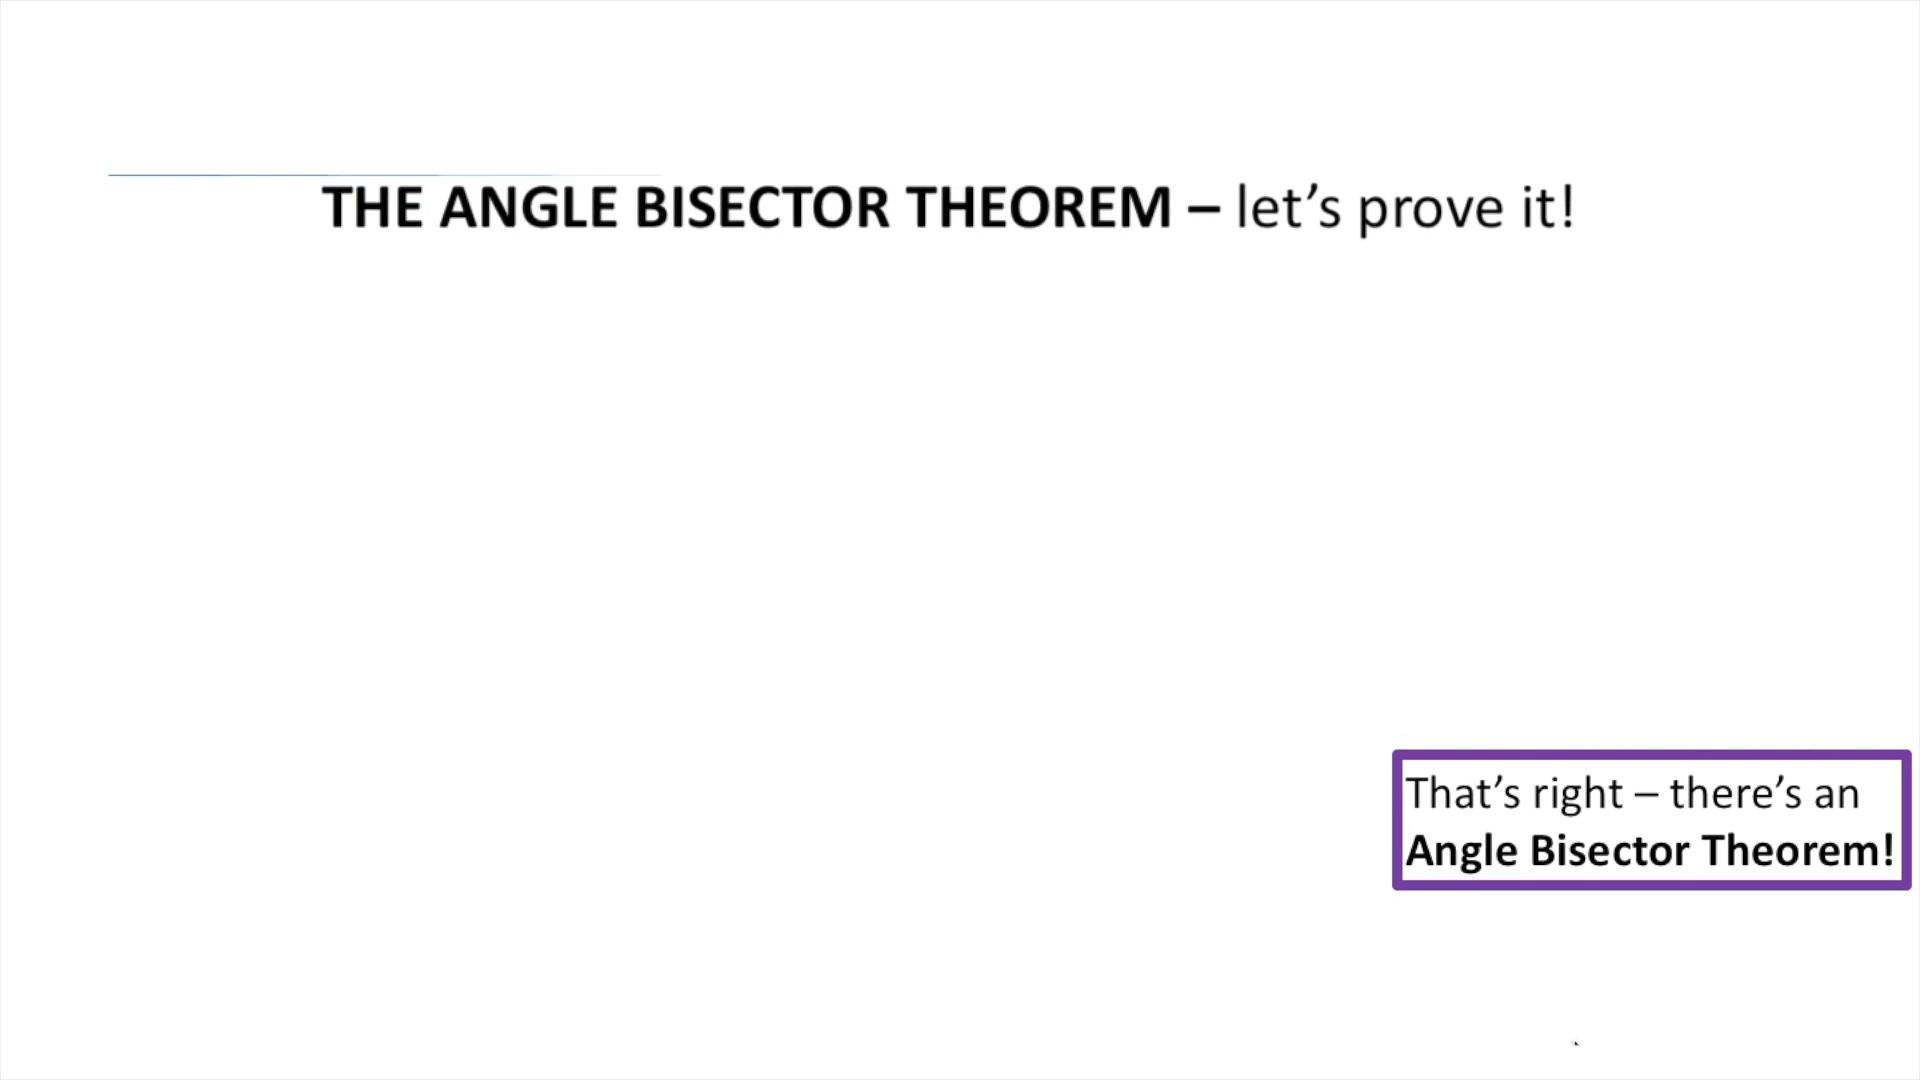 THE ANGLE BISECTOR THEOREM – let’s prove it!
That’s right – there’s an
Angle Bisector Theorem!